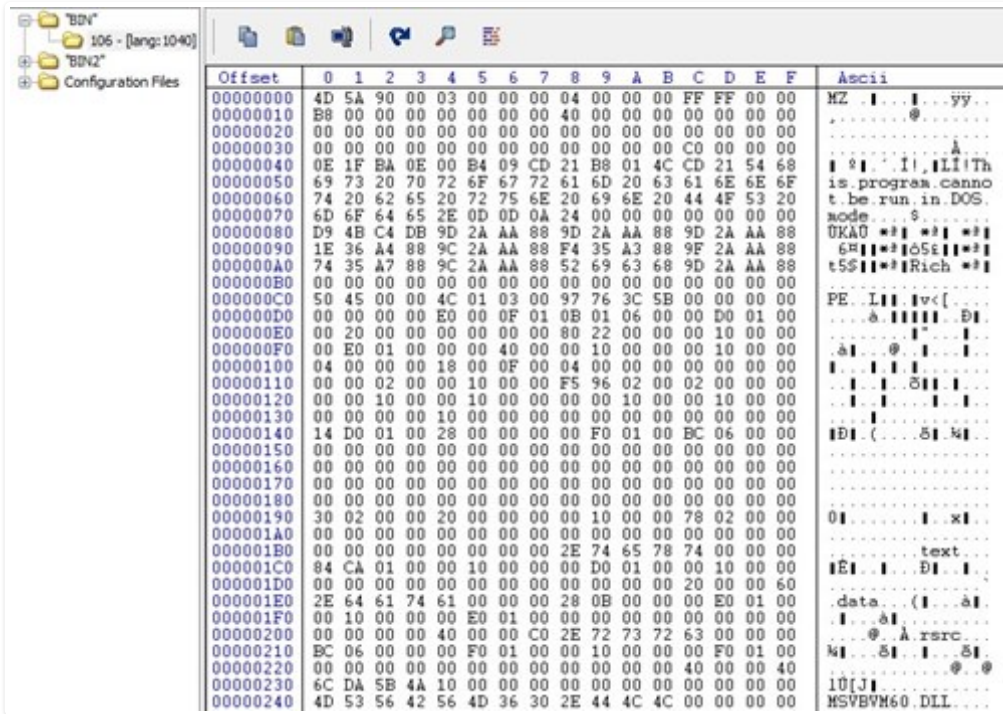 "BIN"
106 - [lang:1040]
"BIN2"
Configuration Files
Offset 0 1 2 3 4 5 6 7 8 9 A B C D E F Ascii
00000000 4D 5A 90 00 03 00 00 00 04 00 00 00 FF FF 00 00 MZ
00000010 B8 00 00 00 00 00 00 00 40 00 00 00 00 00 00 00 @
00000020 00 00 00 00 00 00 00 00 00 00 00 00 00 00 00 00
00000030 00 00 00 00 00 00 00 00 00 00 00 00 C0 00 00 00 À
00000040 0E 1F BA 0E 00 B4 09 CD 21 B8 01 4C CD 21 54 68 LÍ!Th
00000050 69 73 20 70 72 6F 67 72 61 6D 20 63 61 6E 6E 6F is.program.canno
00000060 74 20 62 65 20 72 75 6E 20 69 6E 20 44 4F 53 20 t.be.run.in.DOS.
00000070 6D 6F 64 65 2E 0D 0D 0A 24 00 00 00 00 00 00 00 mode....$.......
00000080 D9 4B C4 DB 9D 2A AA 88 9D 2A AA 88 9D 2A AA 88
00000090 1E 36 A4 88 9C 2A AA 88 F4 35 A3 88 9F 2A AA 88
000000A0 74 35 A7 88 9C 2A AA 88 52 69 63 68 9D 2A AA 88 Rich
000000B0 00 00 00 00 00 00 00 00 00 00 00 00 00 00 00 00
000000C0 50 45 00 00 4C 01 03 00 97 76 3C 5B 00 00 00 00 PE..L
000000D0 00 00 00 00 E0 00 0F 01 0B 01 06 00 00 D0 01 00
000000E0 00 20 00 00 00 00 00 00 80 22 00 00 00 10 00 00
000000F0 00 E0 01 00 00 00 40 00 00 10 00 00 00 10 00 00
00000100 04 00 00 00 18 00 0F 00 04 00 00 00 00 00 00 00
00000110 00 00 02 00 00 10 00 00 F5 96 02 00 02 00 00 00
00000120 00 00 10 00 00 10 00 00 00 00 10 00 00 10 00 00
00000130 00 00 00 00 10 00 00 00 00 00 00 00 00 00 00 00
00000140 14 D0 01 00 28 00 00 00 00 F0 01 00 BC 06 00 00
00000150 00 00 00 00 00 00 00 00 00 00 00 00 00 00 00 00
00000160 00 00 00 00 00 00 00 00 00 00 00 00 00 00 00 00
00000170 00 00 00 00 00 00 00 00 00 00 00 00 00 00 00 00
00000180 00 00 00 00 00 00 00 00 00 00 00 00 00 00 00 00
00000190 30 02 00 00 20 00 00 00 00 10 00 00 78 02 00 00
000001A0 00 00 00 00 00 00 00 00 00 00 00 00 00 00 00 00
000001B0 00 00 00 00 00 00 00 00 2E 74 65 78 74 00 00 00 text
000001C0 84 CA 01 00 00 10 00 00 00 D0 01 00 00 10 00 00
000001D0 00 00 00 00 00 00 00 00 00 00 00 00 20 00 00 60
000001E0 2E 64 61 74 61 00 00 00 28 0B 00 00 00 E0 01 00 .data
000001F0 00 10 00 00 00 E0 01 00 00 00 00 00 00 00 00 00
00000200 00 00 00 00 40 00 00 C0 2E 72 73 72 63 00 00 00 @..À.rsrc
00000210 BC 06 00 00 00 F0 01 00 00 10 00 00 00 F0 01 00
00000220 00 00 00 00 00 00 00 00 00 00 00 00 40 00 00 40 @..@
00000230 6C DA 5B 4A 10 00 00 00 00 00 00 00 00 00 00 00 lÚ[J
00000240 4D 53 56 42 56 4D 36 30 2E 44 4C 4C 00 00 00 00 MSVBVM60.DLL....